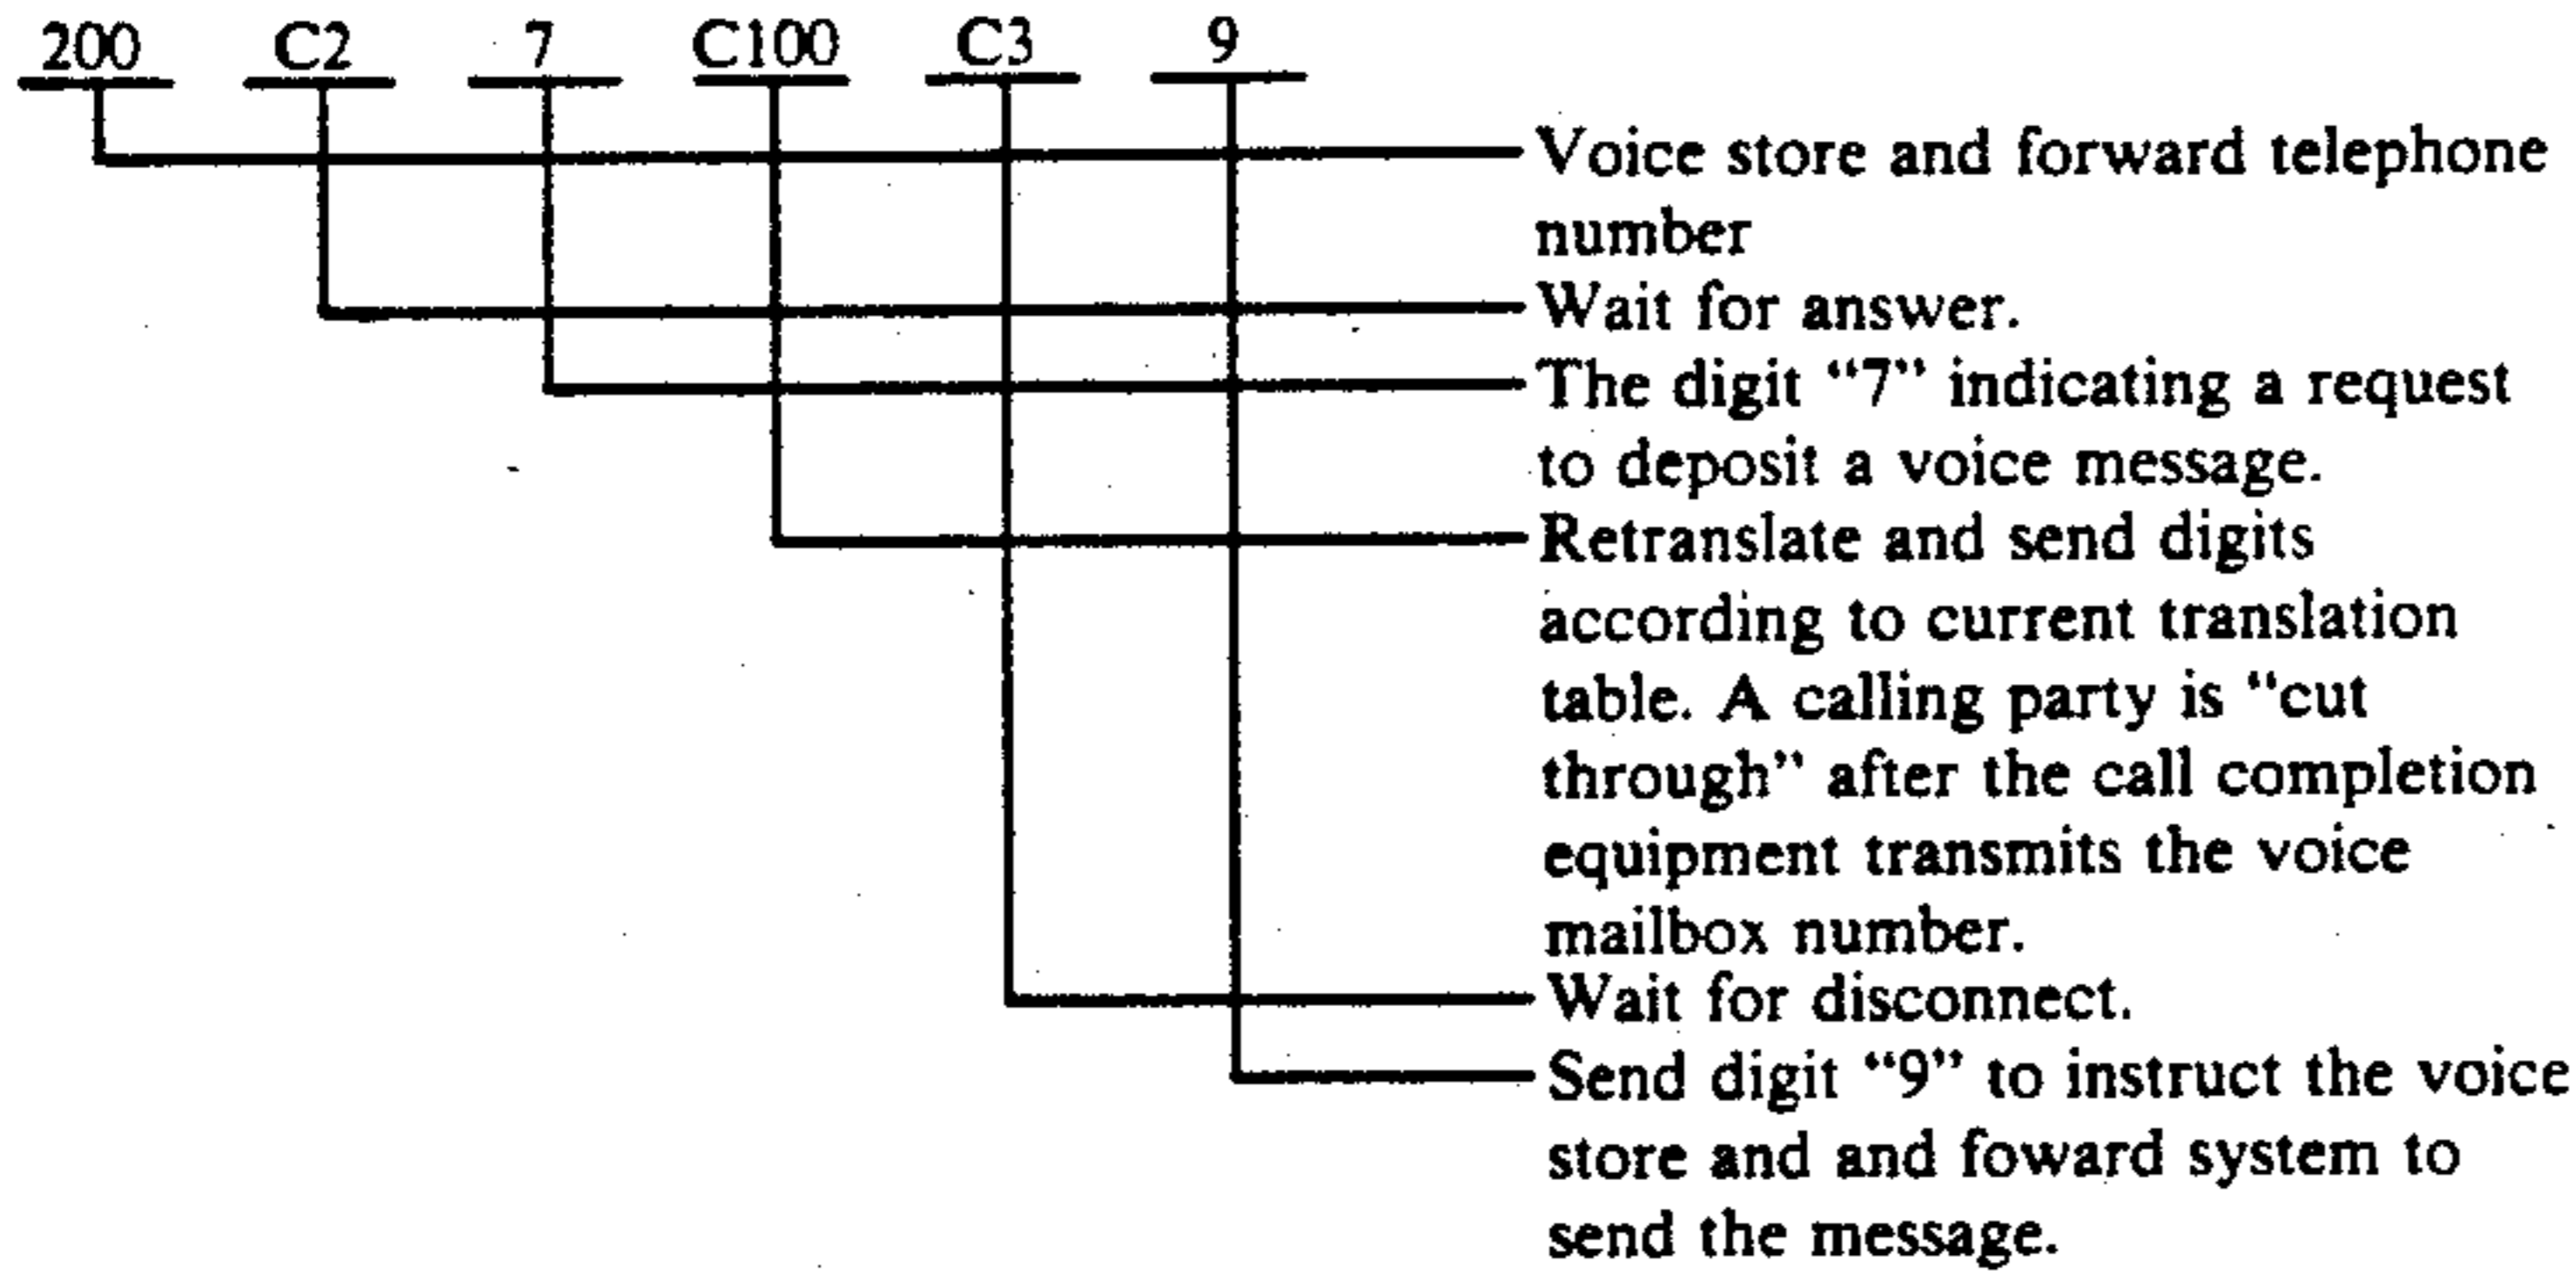 200 C2 7 C100 C3 9
Voice store and forward telephone
number
Wait for answer.
The digit “7” indicating a request
to deposit a voice message.
Retranslate and send digits
according to current translation
table. A calling party is “cut
through” after the call completion
equipment transmits the voice
mailbox number.
Wait for disconnect.
Send digit “9” to instruct the voice
store and and foward system to
send the message.